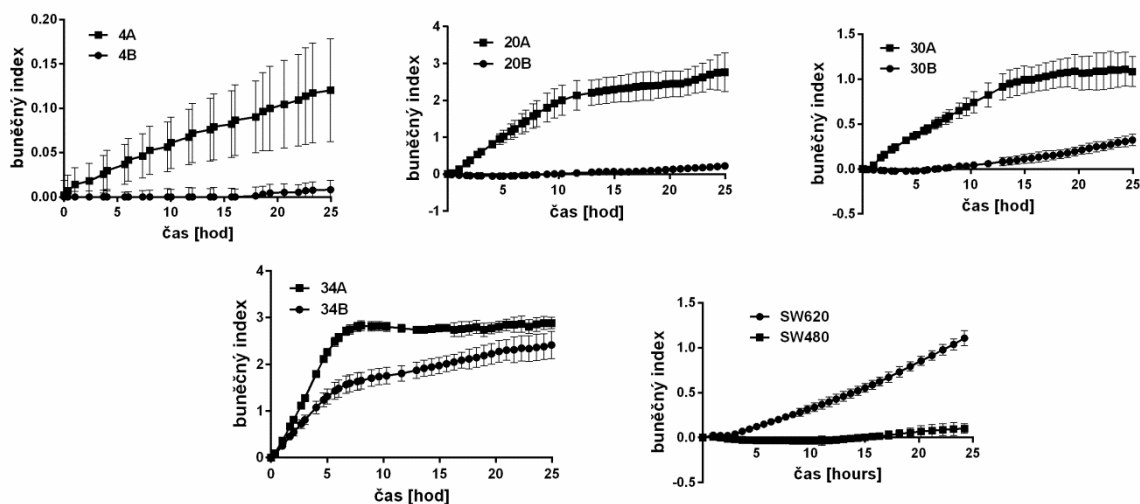 4A
4B
buněčný index
0.20
0.15
0.10
0.05
0.00
0
5
10
15
20
25
čas [hod]
20A
20B
buněčný index
4
3
2
1
0
-1
5
10
15
20
25
čas [hod]
30A
30B
buněčný index
1.5
1.0
0.5
0.0
-0.5
5
10
15
20
25
čas [hod]
34A
34B
buněčný index
4
3
2
1
0
0
5
10
15
20
25
čas [hod]
SW620
SW480
buněčný index
1.5
1.0
0.5
0.0
-0.5
5
10
15
20
25
čas [hours]